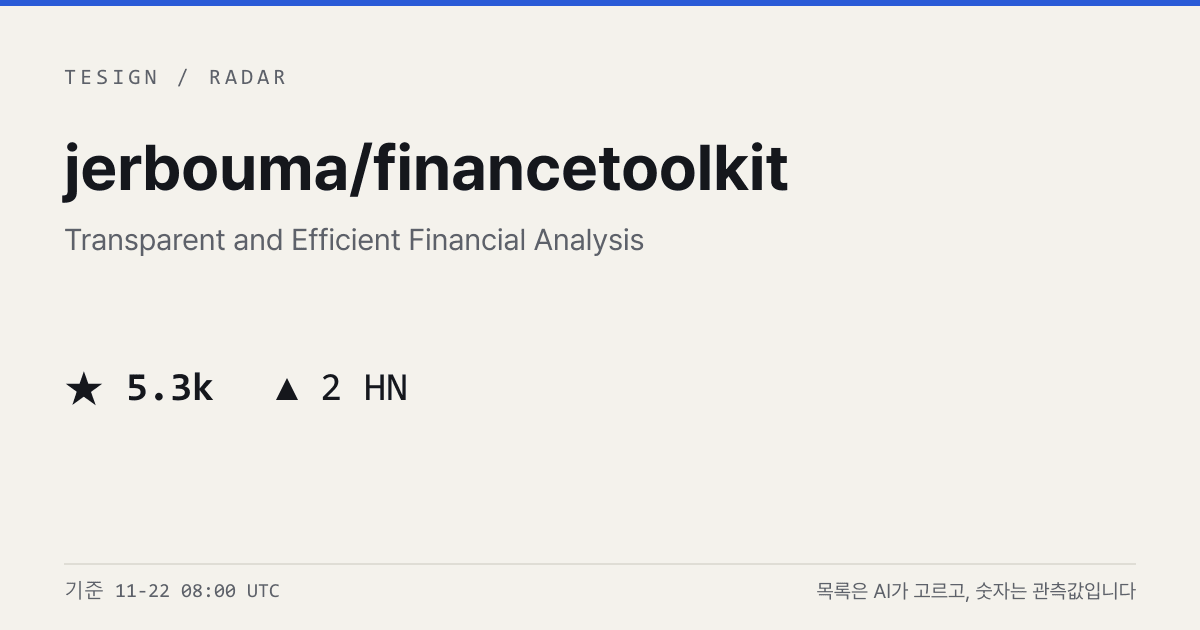 TESIGN / RADAR
jerbouma/financetoolkit
Transparent and Efficient Financial Analysis
★ 5.3k ▲ 2 HN
기준 11-22 08:00 UTC
목록은 AI가 고르고, 숫자는 관측값입니다